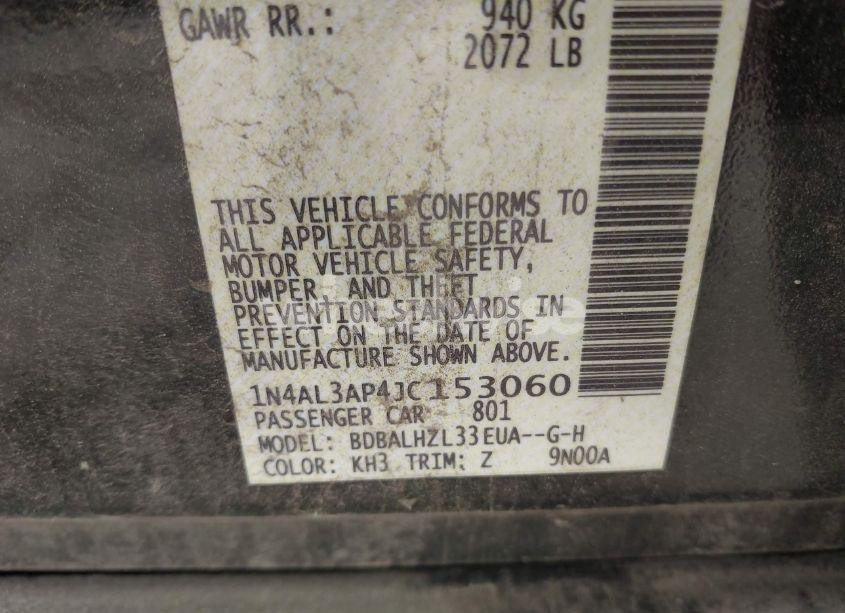 GAWR RR.: 940 KG
2072 LB
THIS VEHICLE CONFORMS TO
ALL APPLICABLE FEDERAL
MOTOR VEHICLE SAFETY,
BUMPER, AND THEFT
PREVENTION STANDARDS IN
EFFECT ON THE DATE OF
MANUFACTURE SHOWN ABOVE.
1N4AL3AP4JC153060
PASSENGER CAR 801
MODEL: BDBALHZL33EUA--G-H
COLOR: KH3 TRIM: Z 9N00A